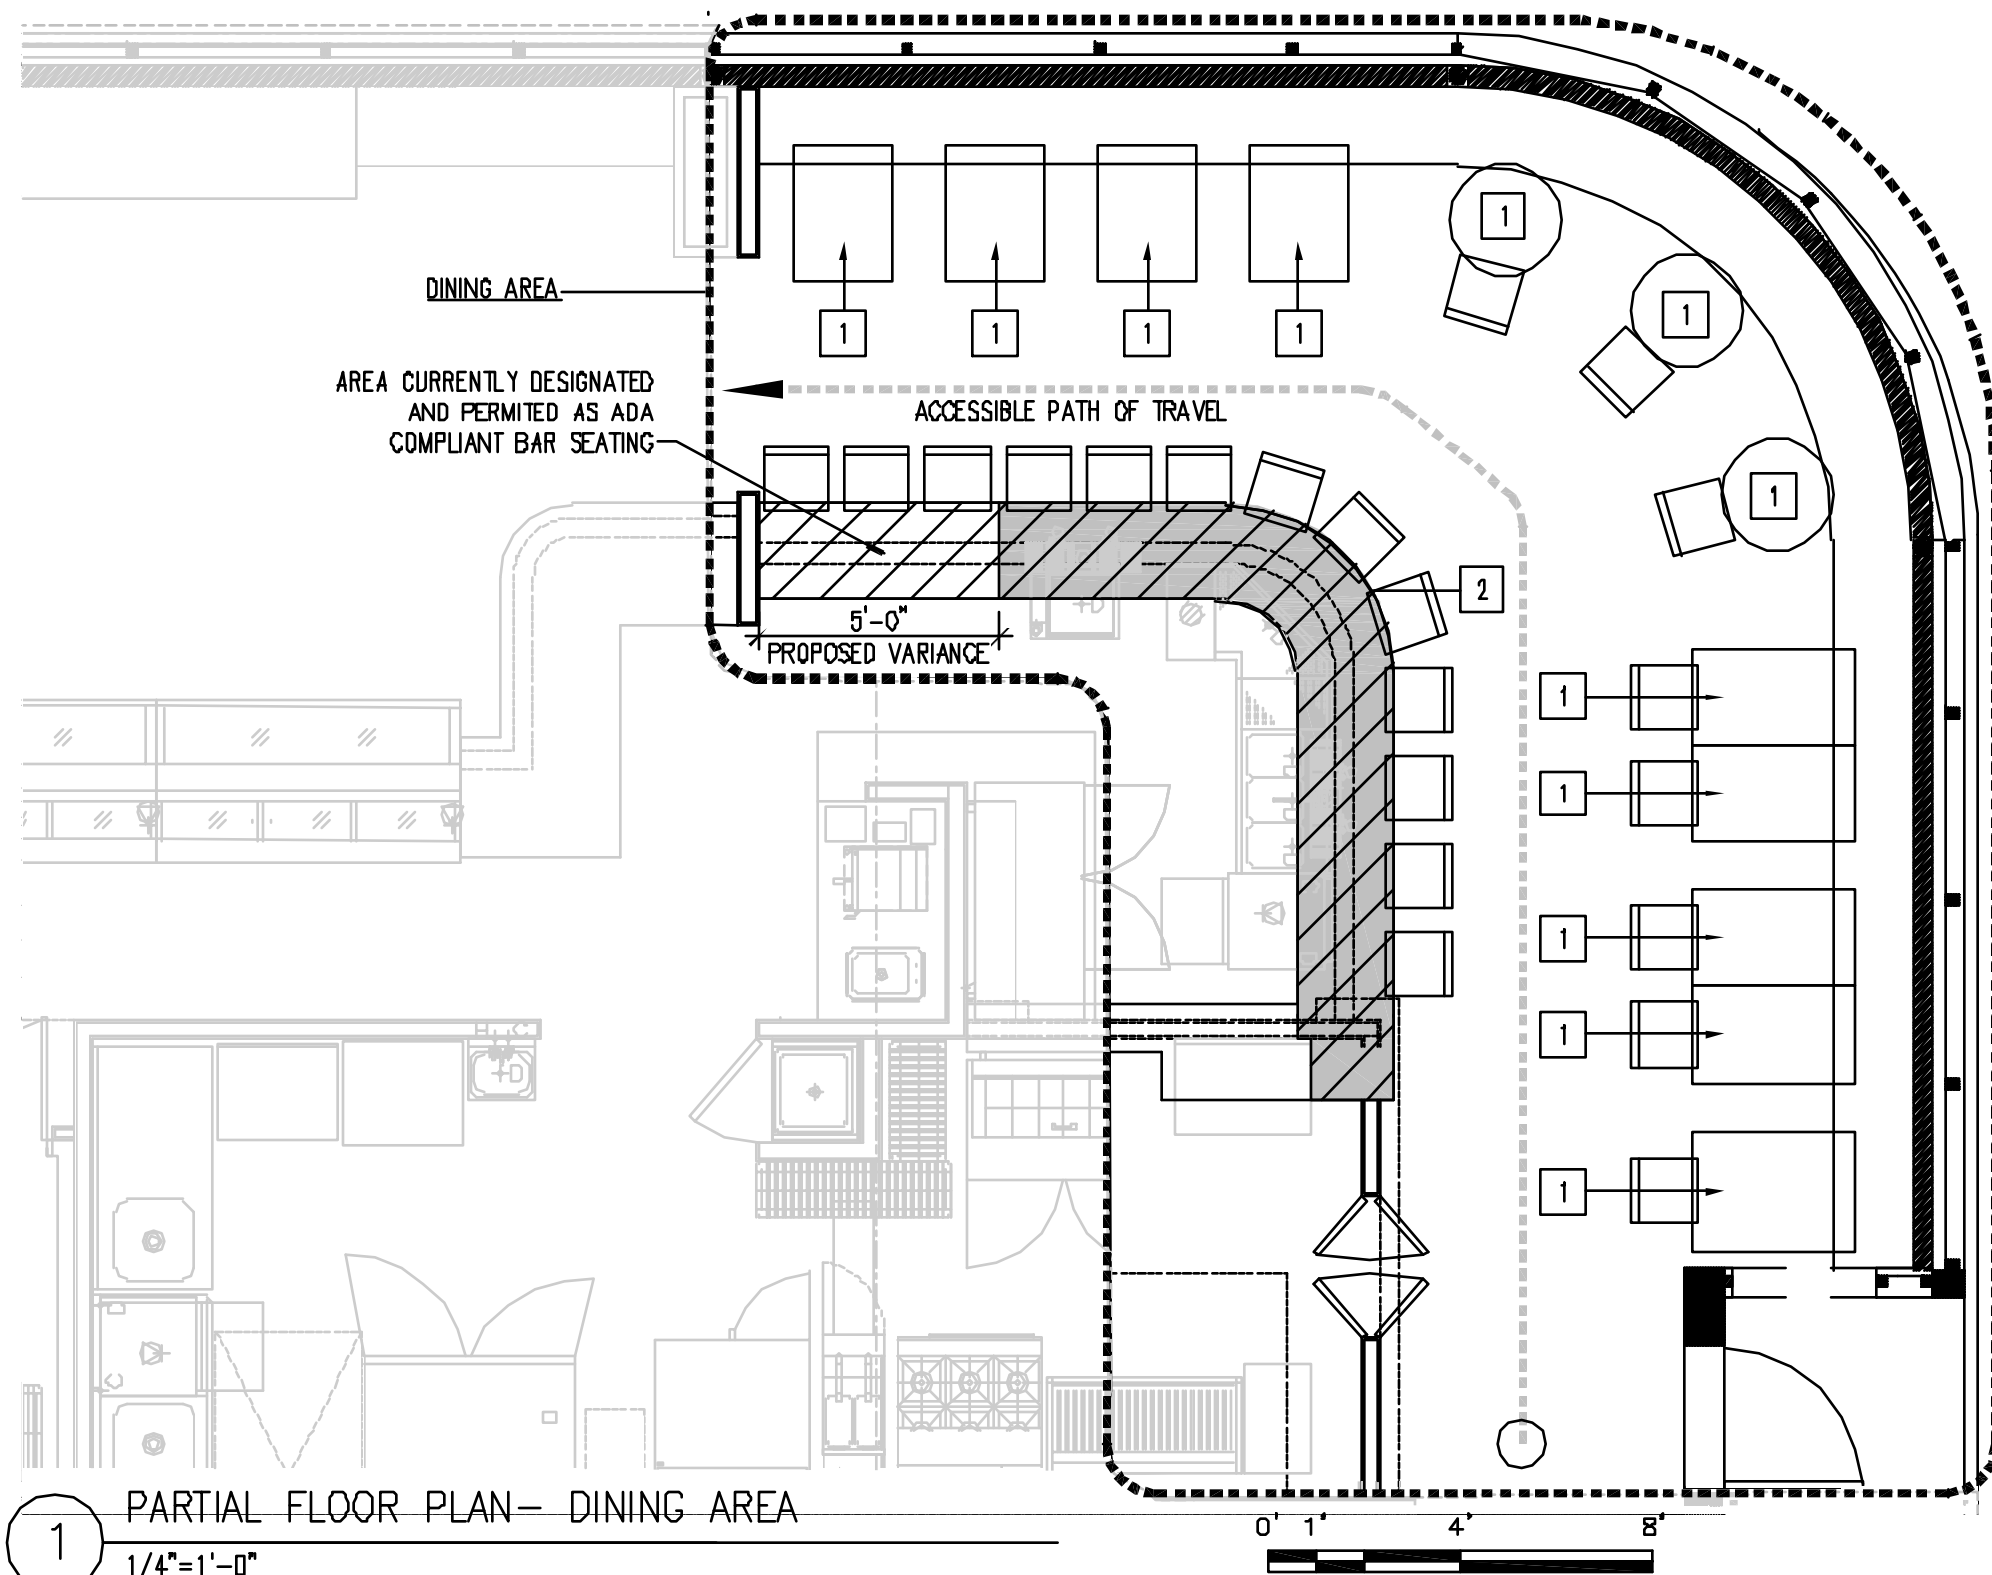 1
1
2
DINING AREA
1
1
1
1
AREA CURRENTLY DESIGNATED
AND PERMITED AS ADA
COMPLIANT BAR SEATING
ACCESSIBLE PATH OF TRAVEL
1
5'-0"
PROPOSED VARIANCE
1
1
1
1
1
1 PARTIAL FLOOR PLAN- DINING AREA
1/4"=1'-0"
0' 1' 4' 8'